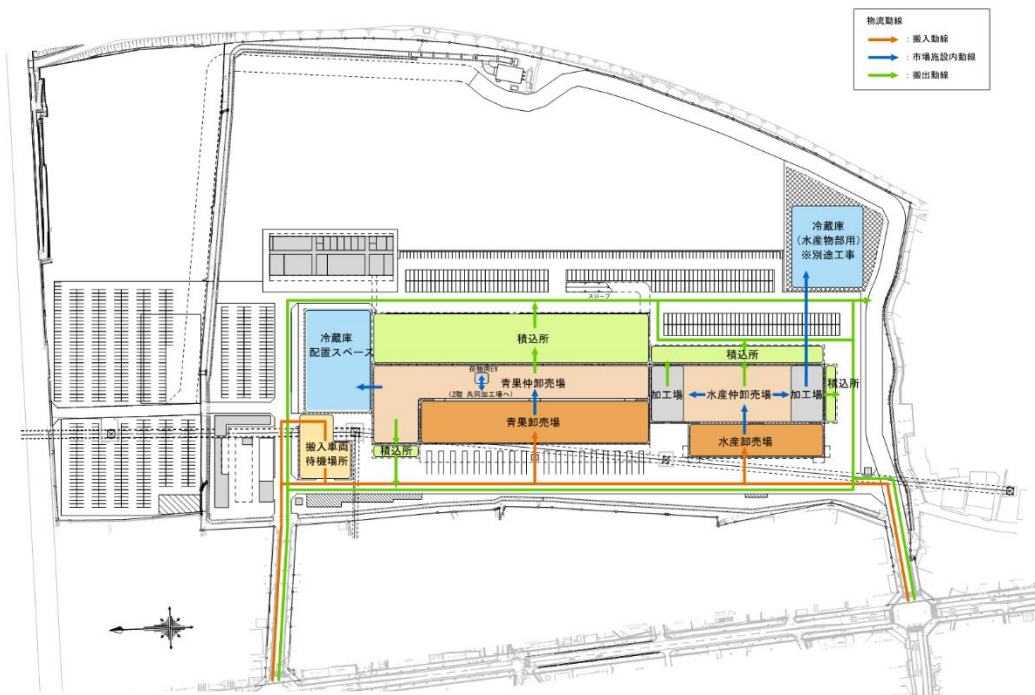 物流動線
：搬入動線
：市場施設内動線
：搬出動線
冷蔵庫
（水産物部用）
※別途工事
スロープ
冷蔵庫
配置スペース
積込所
積込所
荷物用EV
青果仲卸売場
（2階 共同加工場へ）
加工場
水産仲卸売場
加工場
積込所
青果卸売場
水産卸売場
搬入車両
待機場所
積込所